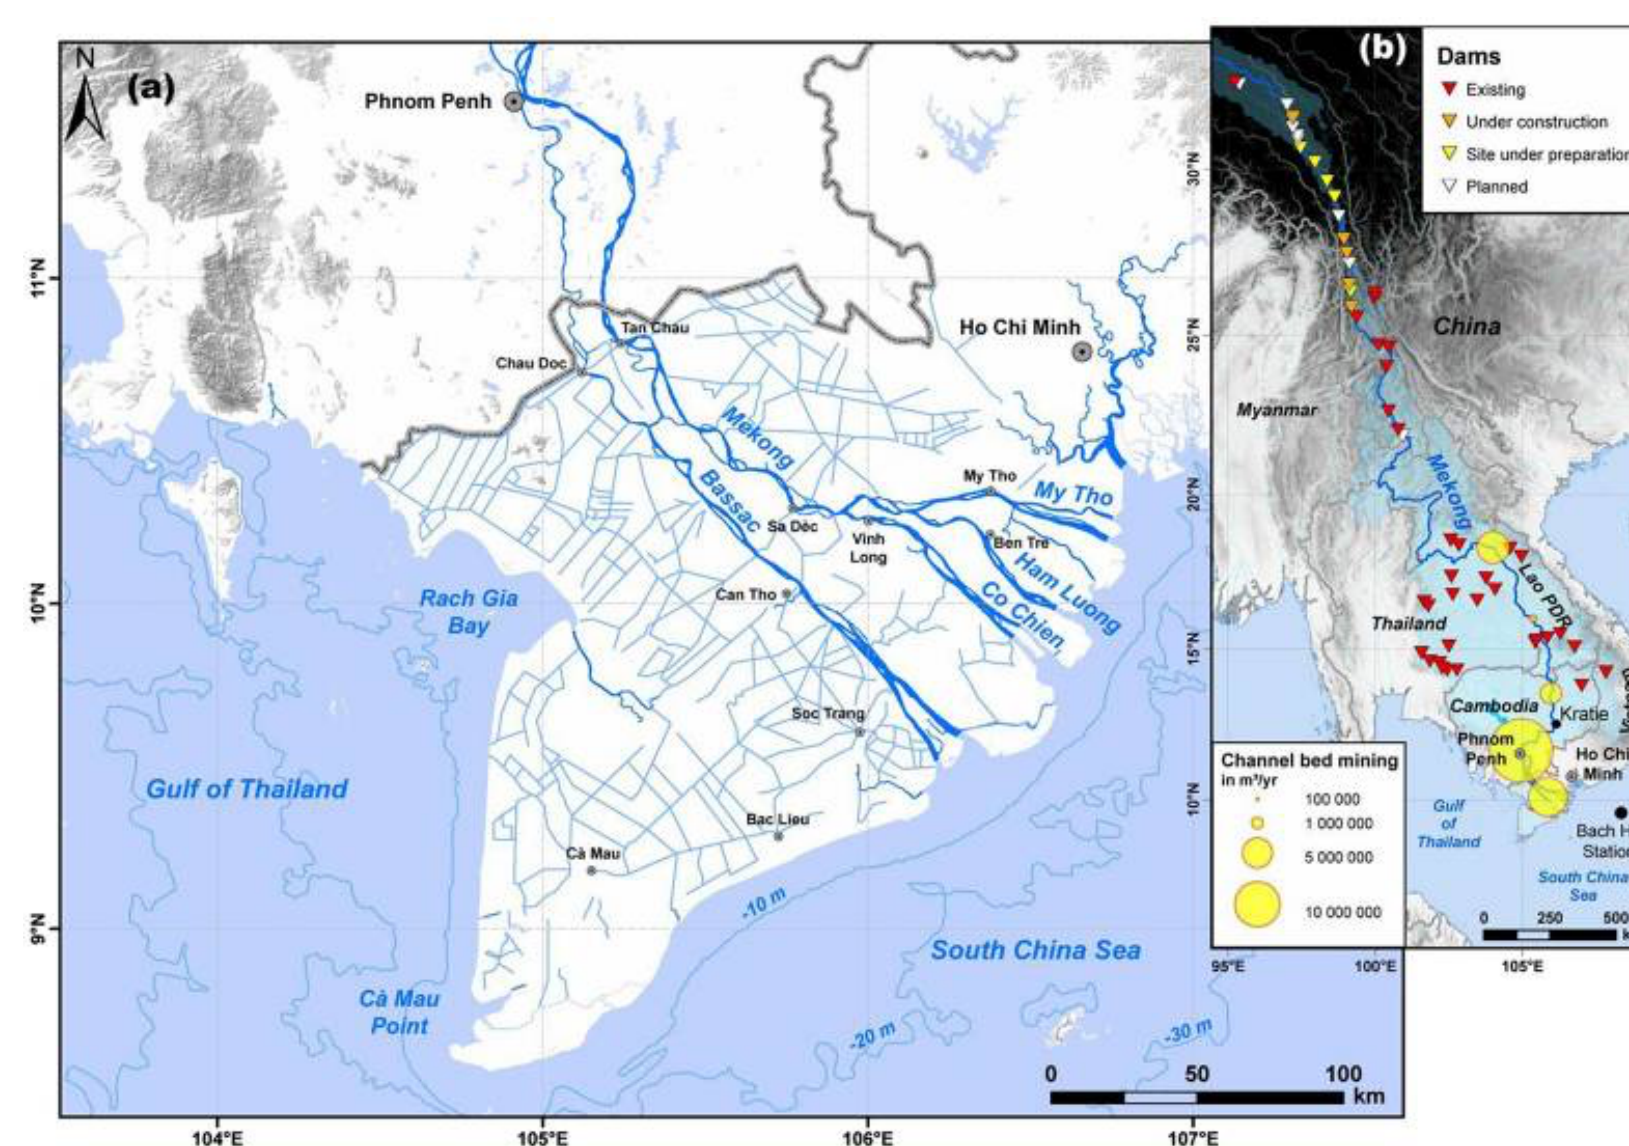 N
(a)
Phnom Penh
11°N
10°N
9°N
Tan Chau
Chau Doc
Ho Chi Minh
Mekong
Bassac
My Tho
My Tho
Sa Dèc
Vinh
Long
Ben Tre
Ham Luong
Co Chien
Can Tho
Rach Gia
Bay
Soc Trang
Gulf of Thailand
Bac Lieu
Cà Mau
-10 m
South China Sea
Cà Mau
Point
-20 m
-30 m
0 50 100
km
104°E 105°E 106°E 107°E
(b)
Dams
Existing
Under construction
Site under preparation
Planned
30°N
25°N
20°N
15°N
10°N
China
Myanmar
Mekong
Lao PDR
Thailand
Cambodia
Kratie
Phnom
Penh
Ho Chi
Minh
Gulf
of
Thailand
Bach H
Station
South China
Sea
Channel bed mining
in m³/yr
100 000
1 000 000
5 000 000
10 000 000
0 250 500
k
95°E 100°E 105°E